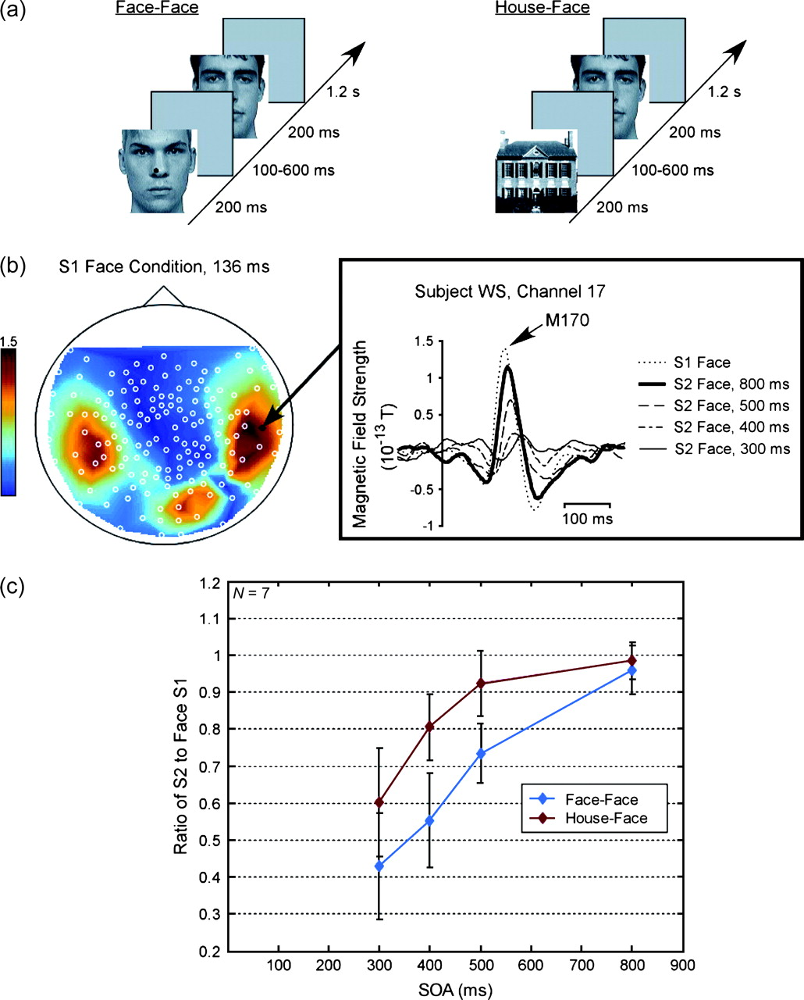 (a)
Face-Face
1.2 s
200 ms
100-600 ms
200 ms
House-Face
1.2 s
200 ms
100-600 ms
200 ms
(b)
S1 Face Condition, 136 ms
1.5
Subject WS, Channel 17
M170
Magnetic Field Strength
(10-13 T)
1.5
1
0.5
-0.5
-1
100 ms
S1 Face
S2 Face, 800 ms
S2 Face, 500 ms
S2 Face, 400 ms
S2 Face, 300 ms
(c)
N = 7
Ratio of S2 to Face S1
1.2
1.1
1
0.9
0.8
0.7
0.6
0.5
0.4
0.3
0.2
Face-Face
House-Face
100 200 300 400 500 600 700 800 900
SOA (ms)